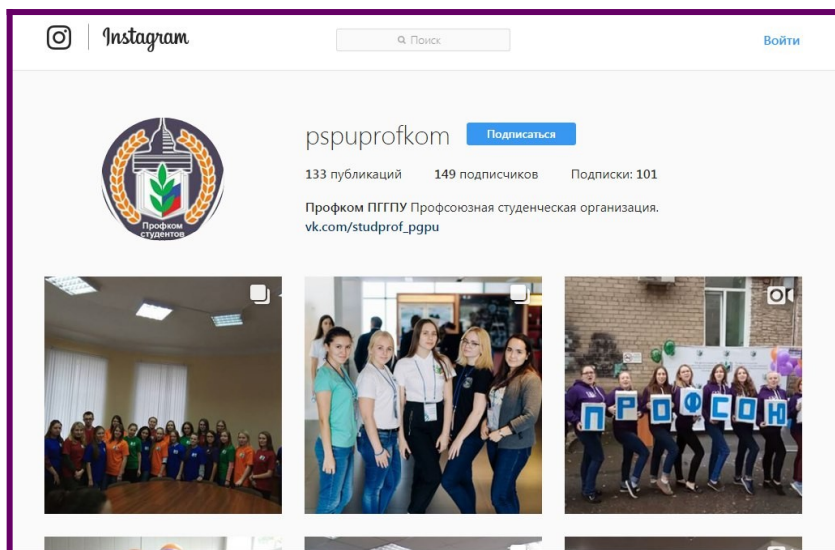 Instagram
Поиск
Войти
pspuprofkom
Подписаться
133 публикаций 149 подписчиков Подписки: 101
Профком ПГГПУ Профсоюзная студенческая организация.
vk.com/studprof_pgpu
Профком
студентов
ПРОФСОЮ